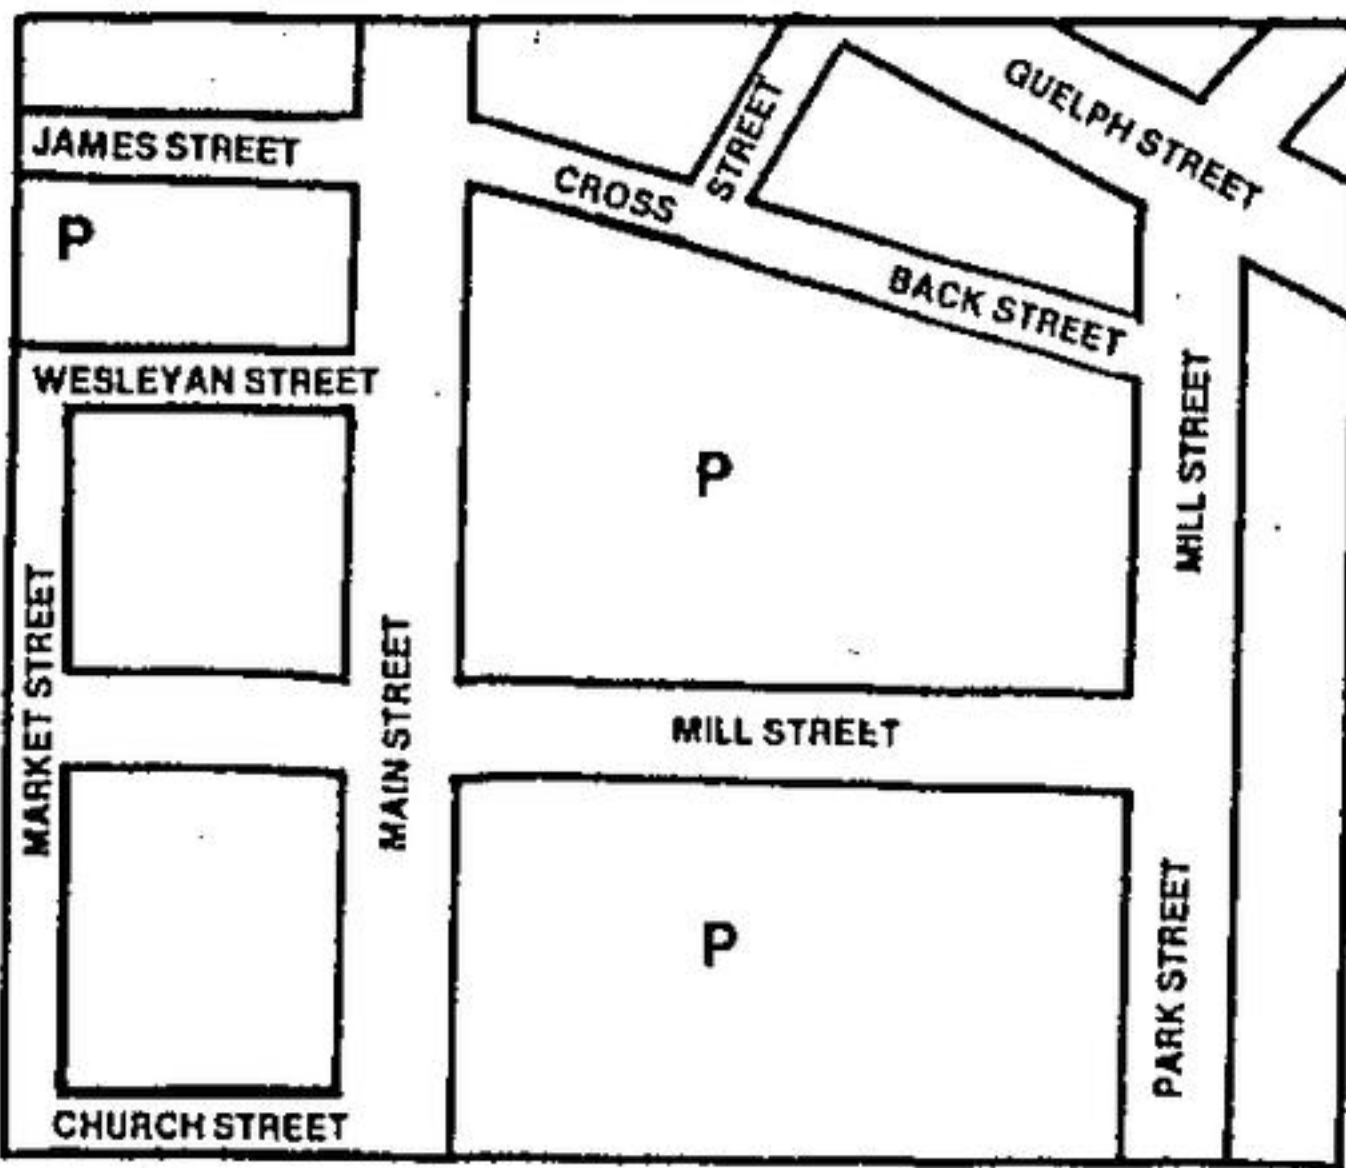 QUELPH STREET
JAMES STREET
CROSS
STREET
P
BACK STREET
WESLEYAN STREET
MILL STREET
P
MARKET STREET
MAIN STREET
MILL STREET
P
PARK STREET
CHURCH STREET